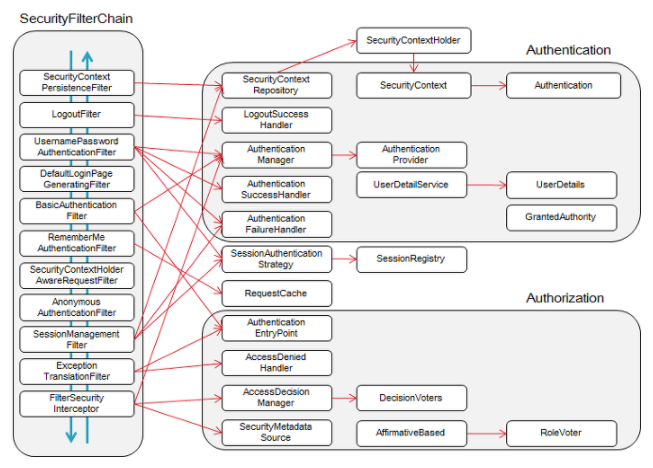 SecurityFilterChain
SecurityContext
PersistenceFilter
LogoutFilter
UsernamePassword
AuthenticationFilter
DefaultLoginPage
GeneratingFilter
BasicAuthentication
Filter
RememberMe
AuthenticationFilter
SecurityContextHolder
AwareRequestFilter
Anonymous
AuthenticationFilter
SessionManagement
Filter
Exception
TranslationFilter
FilterSecurity
Interceptor
SecurityContextHolder
Authentication
SecurityContext
Repository
SecurityContext
Authentication
LogoutSuccess
Handler
Authentication
Manager
Authentication
Provider
Authentication
SuccessHandler
UserDetailService
UserDetails
Authentication
FailureHandler
GrantedAuthority
SessionAuthentication
Strategy
SessionRegistry
RequestCache
Authorization
Authentication
EntryPoint
AccessDenied
Handler
AccessDecision
Manager
DecisionVoters
SecurityMetadata
Source
AffirmativeBased
RoleVoter